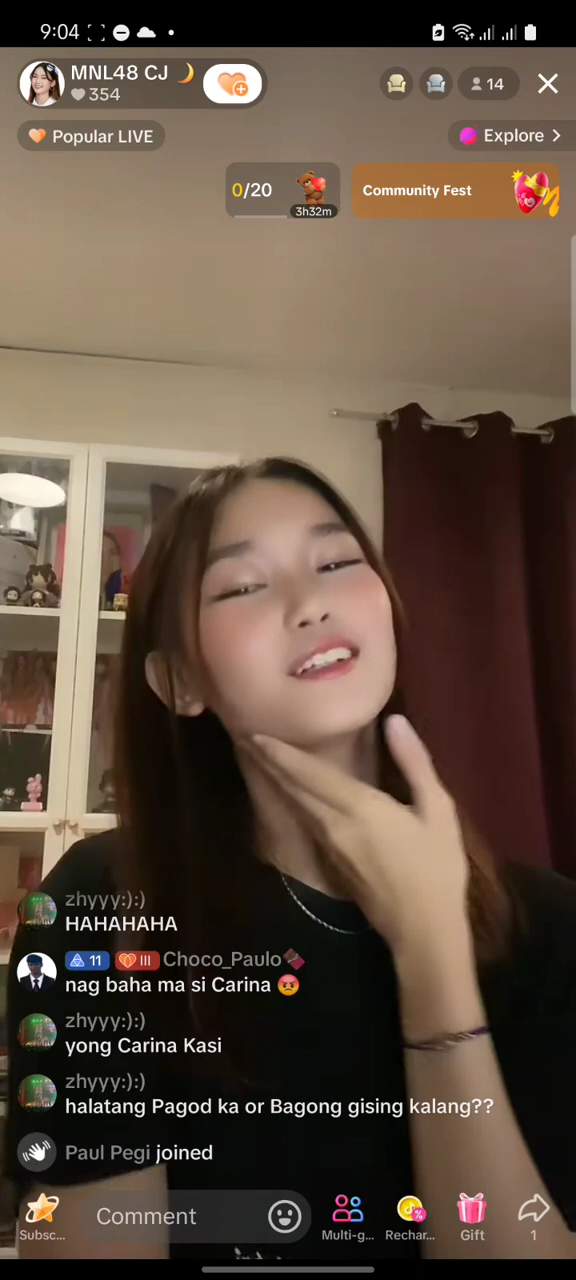 9:04
MNL48 CJ 🌙
354
14
Popular LIVE
Explore >
0/20
3h32m
Community Fest
zhyyy:):)
HAHAHAHA
11 III Choco_Paulo🍫
nag baha ma si Carina 😡
zhyyy:):)
yong Carina Kasi
zhyyy:):)
halatang Pagod ka or Bagong gising kalang??
Paul Pegi joined
Comment
Subsc...
Multi-g...
Rechar...
Gift
1